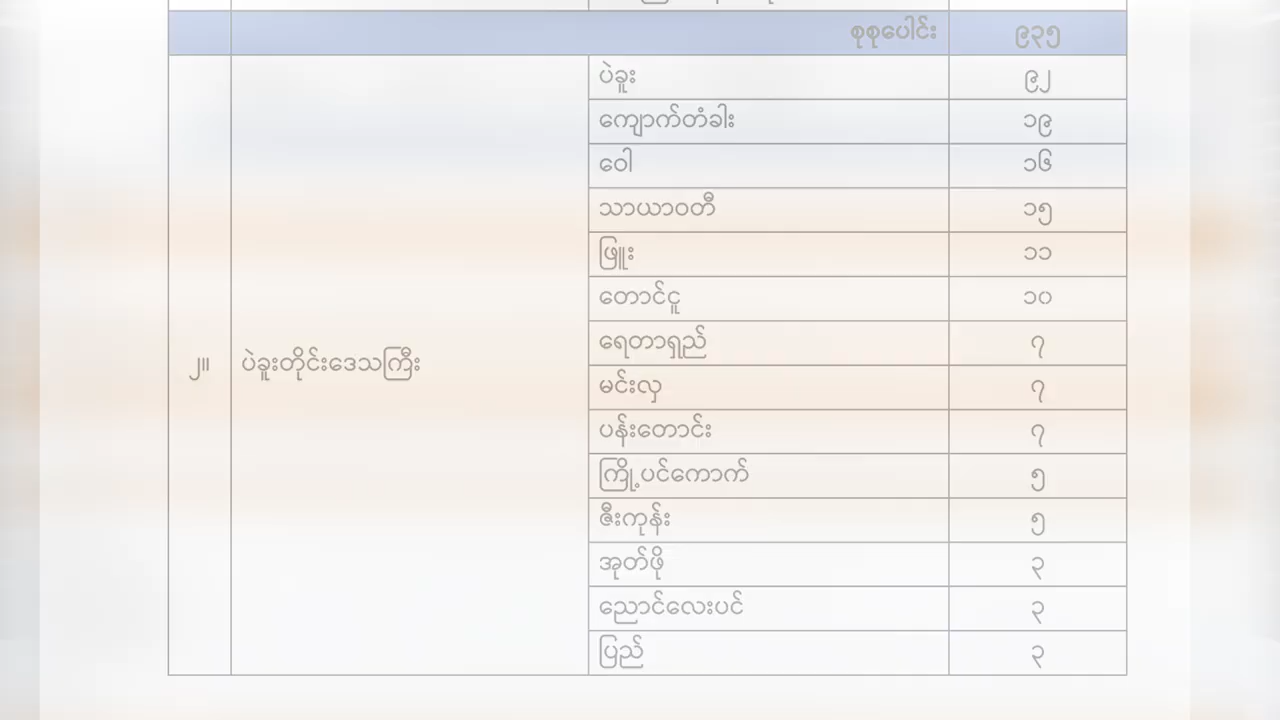 စုစုပေါင်း ၉၃၅
ပဲခူး ၉၂
ကျောက်တံခါး ၁၉
ဝေါ ၁၆
သာယာဝတီ ၁၅
ဖြူး ၁၁
တောင်ငူ ၁၀
ရေတာရှည် ၇
၂။ ပဲခူးတိုင်းဒေသကြီး
မင်းလှ ၇
ပန်းတောင်း ၇
ကြို့ပင်ကောက် ၅
ဇီးကုန်း ၅
အုတ်ဖို ၃
ညောင်လေးပင် ၃
ပြည် ၃